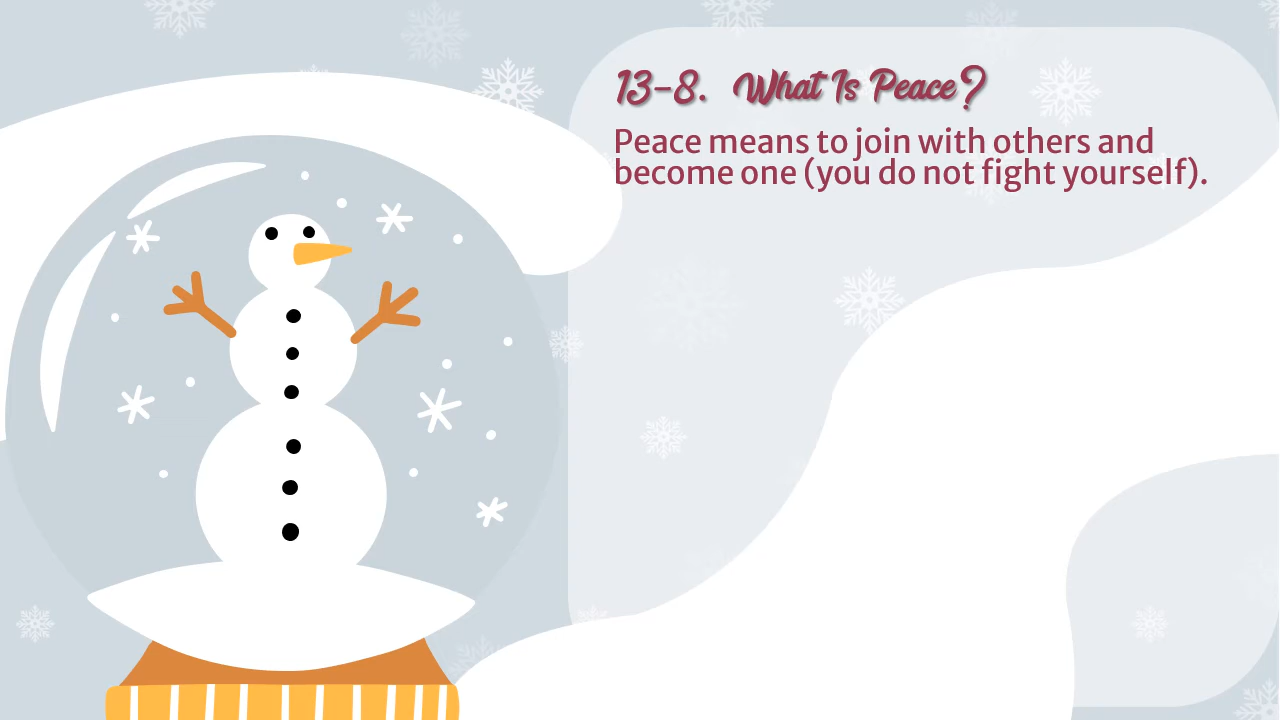 13-8. What Is Peace?
Peace means to join with others and
become one (you do not fight yourself).